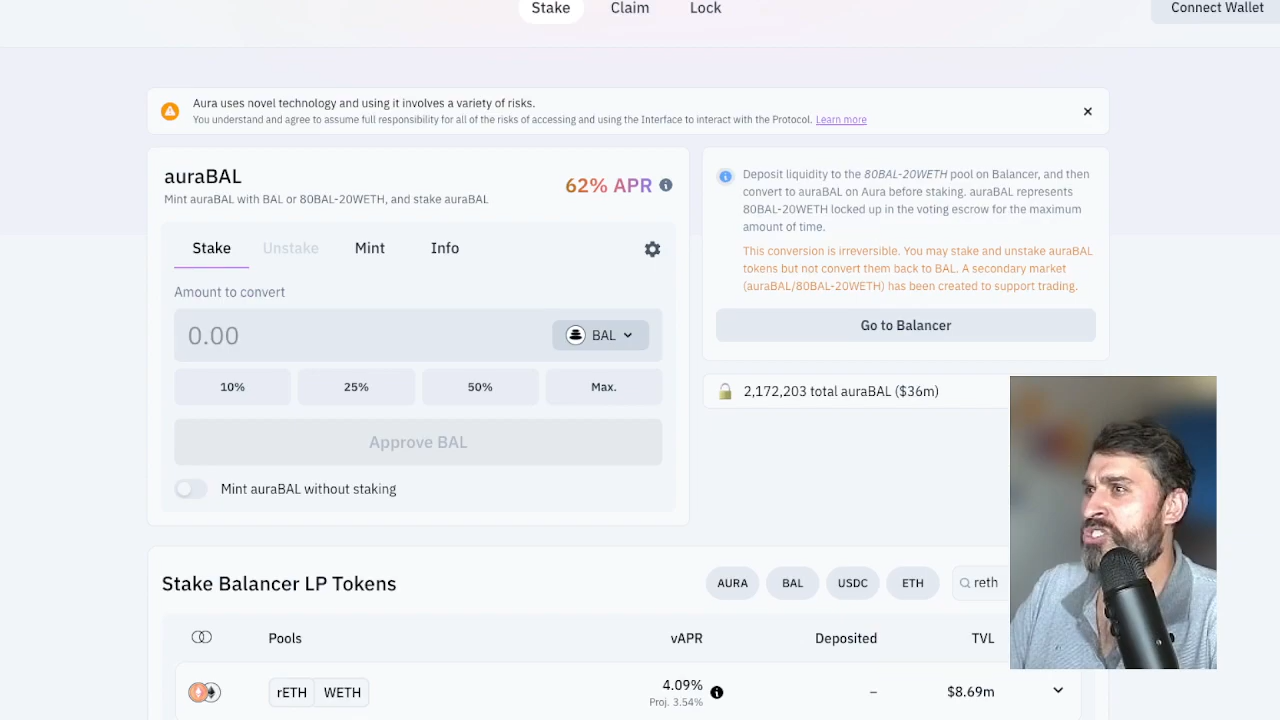 Stake Claim Lock Connect Wallet
Aura uses novel technology and using it involves a variety of risks.
You understand and agree to assume full responsibility for all of the risks of accessing and using the Interface to interact with the Protocol. Learn more
auraBAL
Mint auraBAL with BAL or 80BAL-20WETH, and stake auraBAL
62% APR
Stake Unstake Mint Info
Amount to convert
0.00 BAL
10% 25% 50% Max.
Approve BAL
Mint auraBAL without staking
Deposit liquidity to the 80BAL-20WETH pool on Balancer, and then
convert to auraBAL on Aura before staking. auraBAL represents
80BAL-20WETH locked up in the voting escrow for the maximum
amount of time.
This conversion is irreversible. You may stake and unstake auraBAL
tokens but not convert them back to BAL. A secondary market
(auraBAL/80BAL-20WETH) has been created to support trading.
Go to Balancer
2,172,203 total auraBAL ($36m)
Stake Balancer LP Tokens AURA BAL USDC ETH reth
Pools vAPR Deposited TVL
rETH WETH 4.09% – $8.69m
Proj. 3.54%